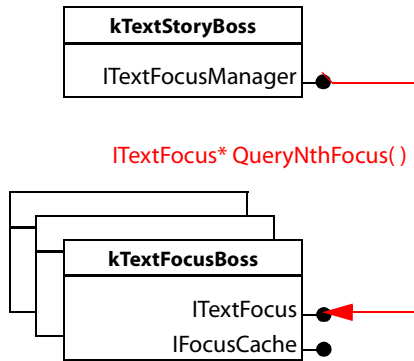 kTextStoryBoss
ITextFocusManager
ITextFocus* QueryNthFocus( )
kTextFocusBoss
ITextFocus
IFocusCache